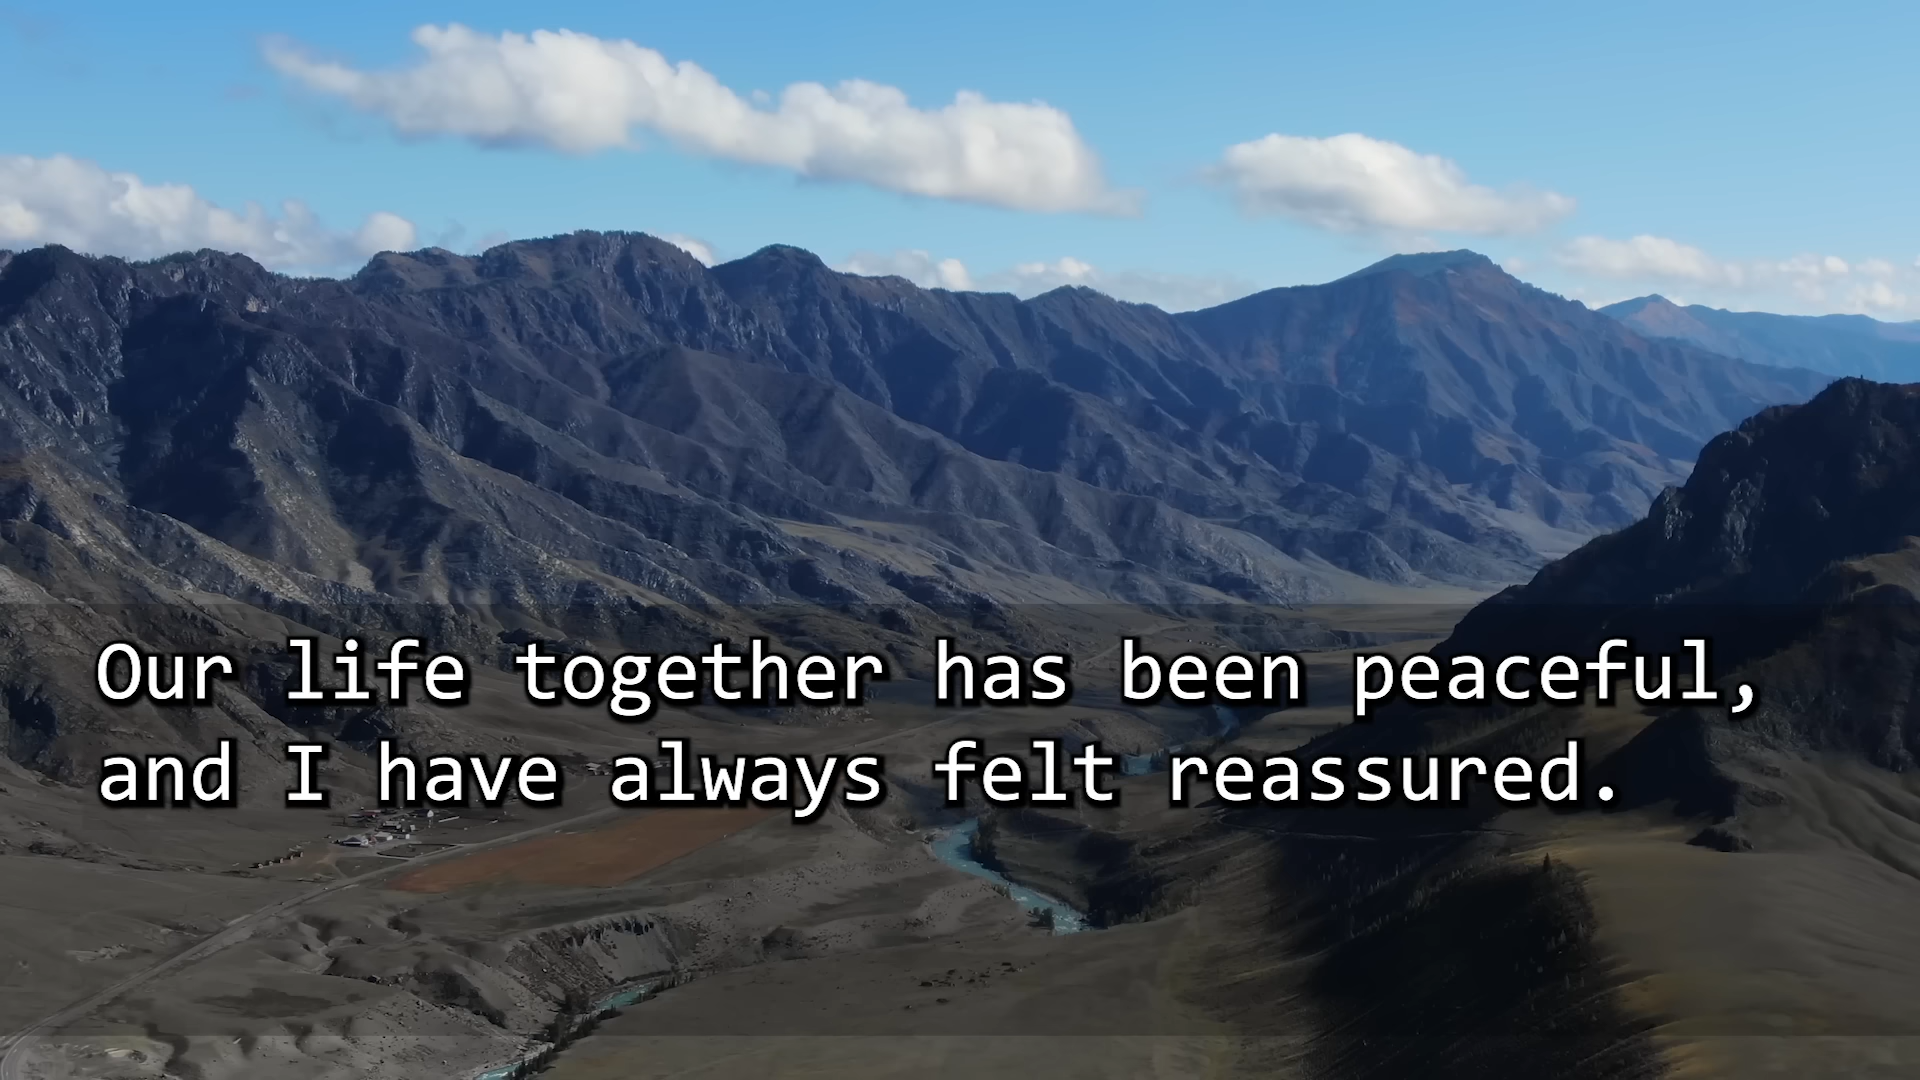 Our life together has been peaceful,
and I have always felt reassured.